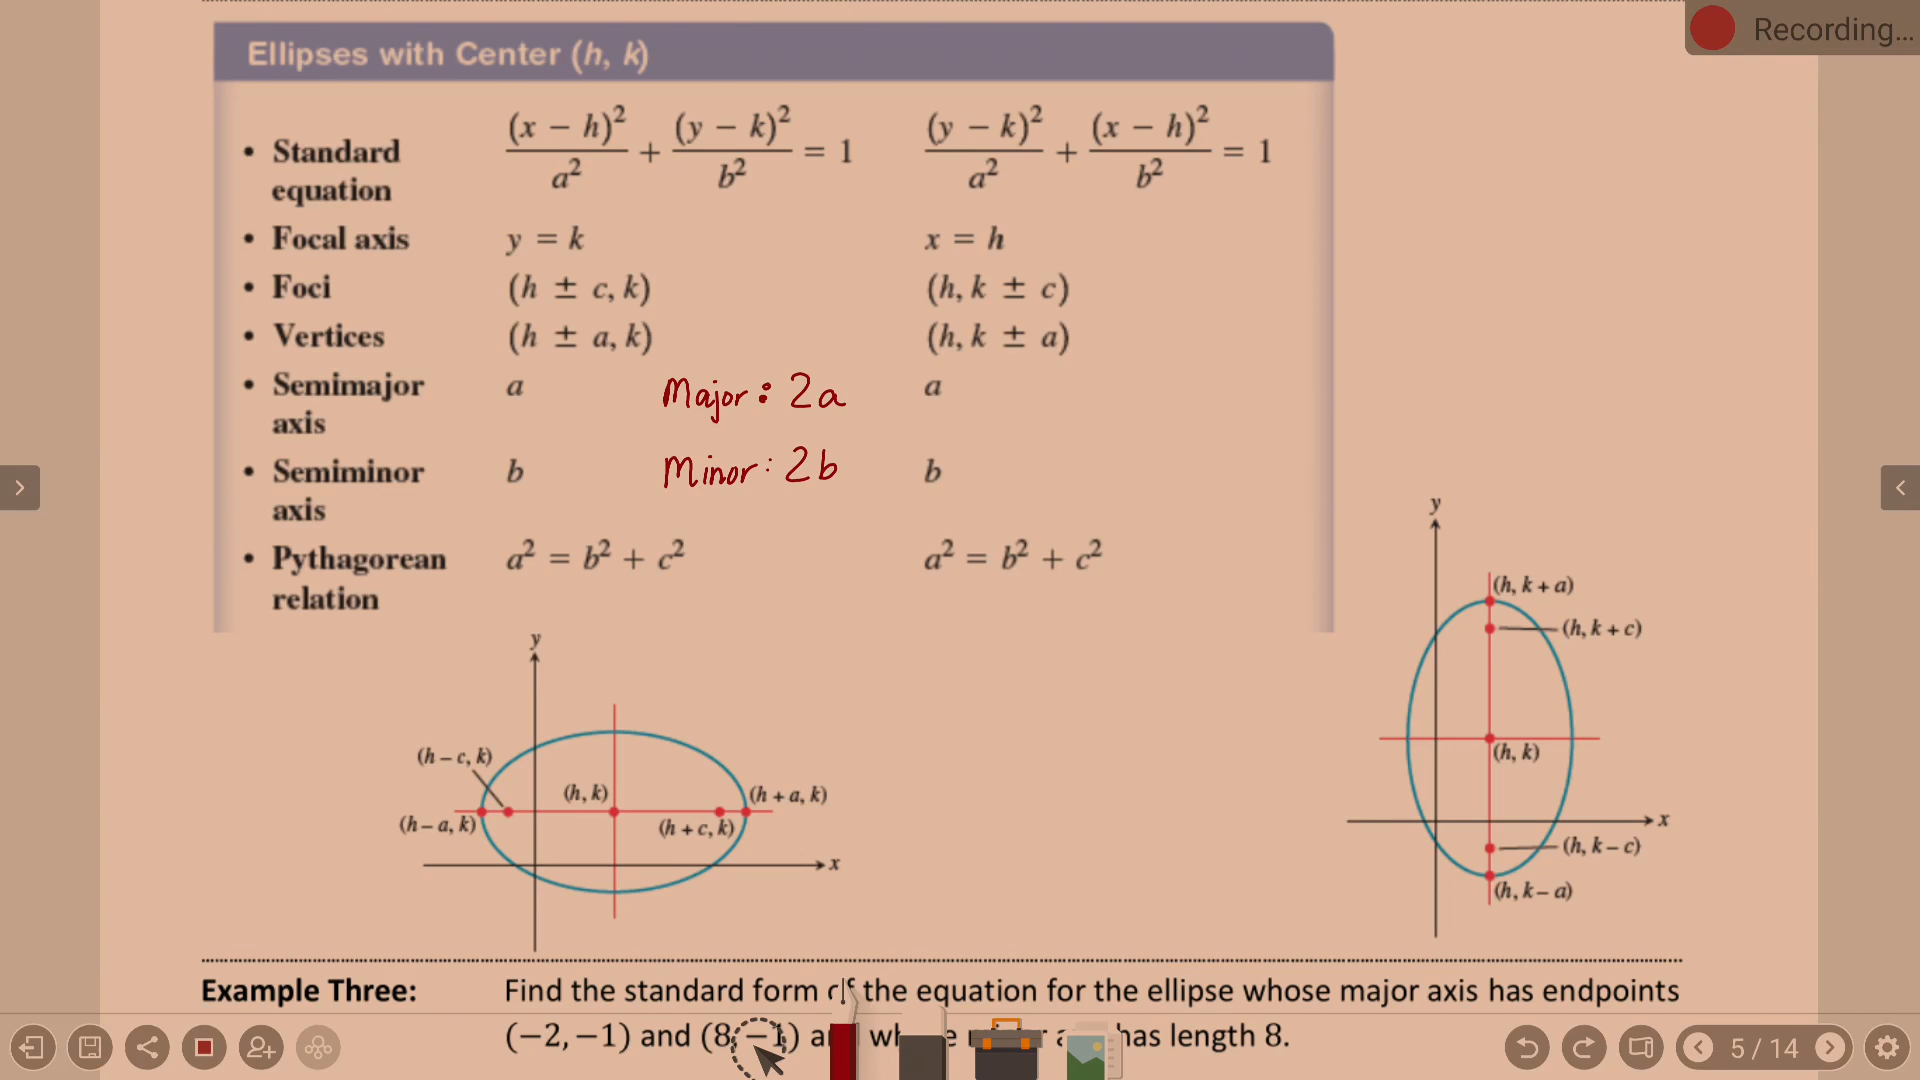 Recording...
Ellipses with Center (h, k)
• Standard equation (x − h)²/a² + (y − k)²/b² = 1 (y − k)²/a² + (x − h)²/b² = 1
• Focal axis y = k x = h
• Foci (h ± c, k) (h, k ± c)
• Vertices (h ± a, k) (h, k ± a)
• Semimajor axis a Major: 2a a
• Semiminor axis b Minor: 2b b
• Pythagorean relation a² = b² + c² a² = b² + c²
y
(h − c, k)
(h, k)
(h + a, k)
(h − a, k)
(h + c, k)
x
y
(h, k + a)
(h, k + c)
(h, k)
x
(h, k − c)
(h, k − a)
Example Three: Find the standard form of the equation for the ellipse whose major axis has endpoints
(−2, −1) and (8, −1) has length 8.
5 / 14